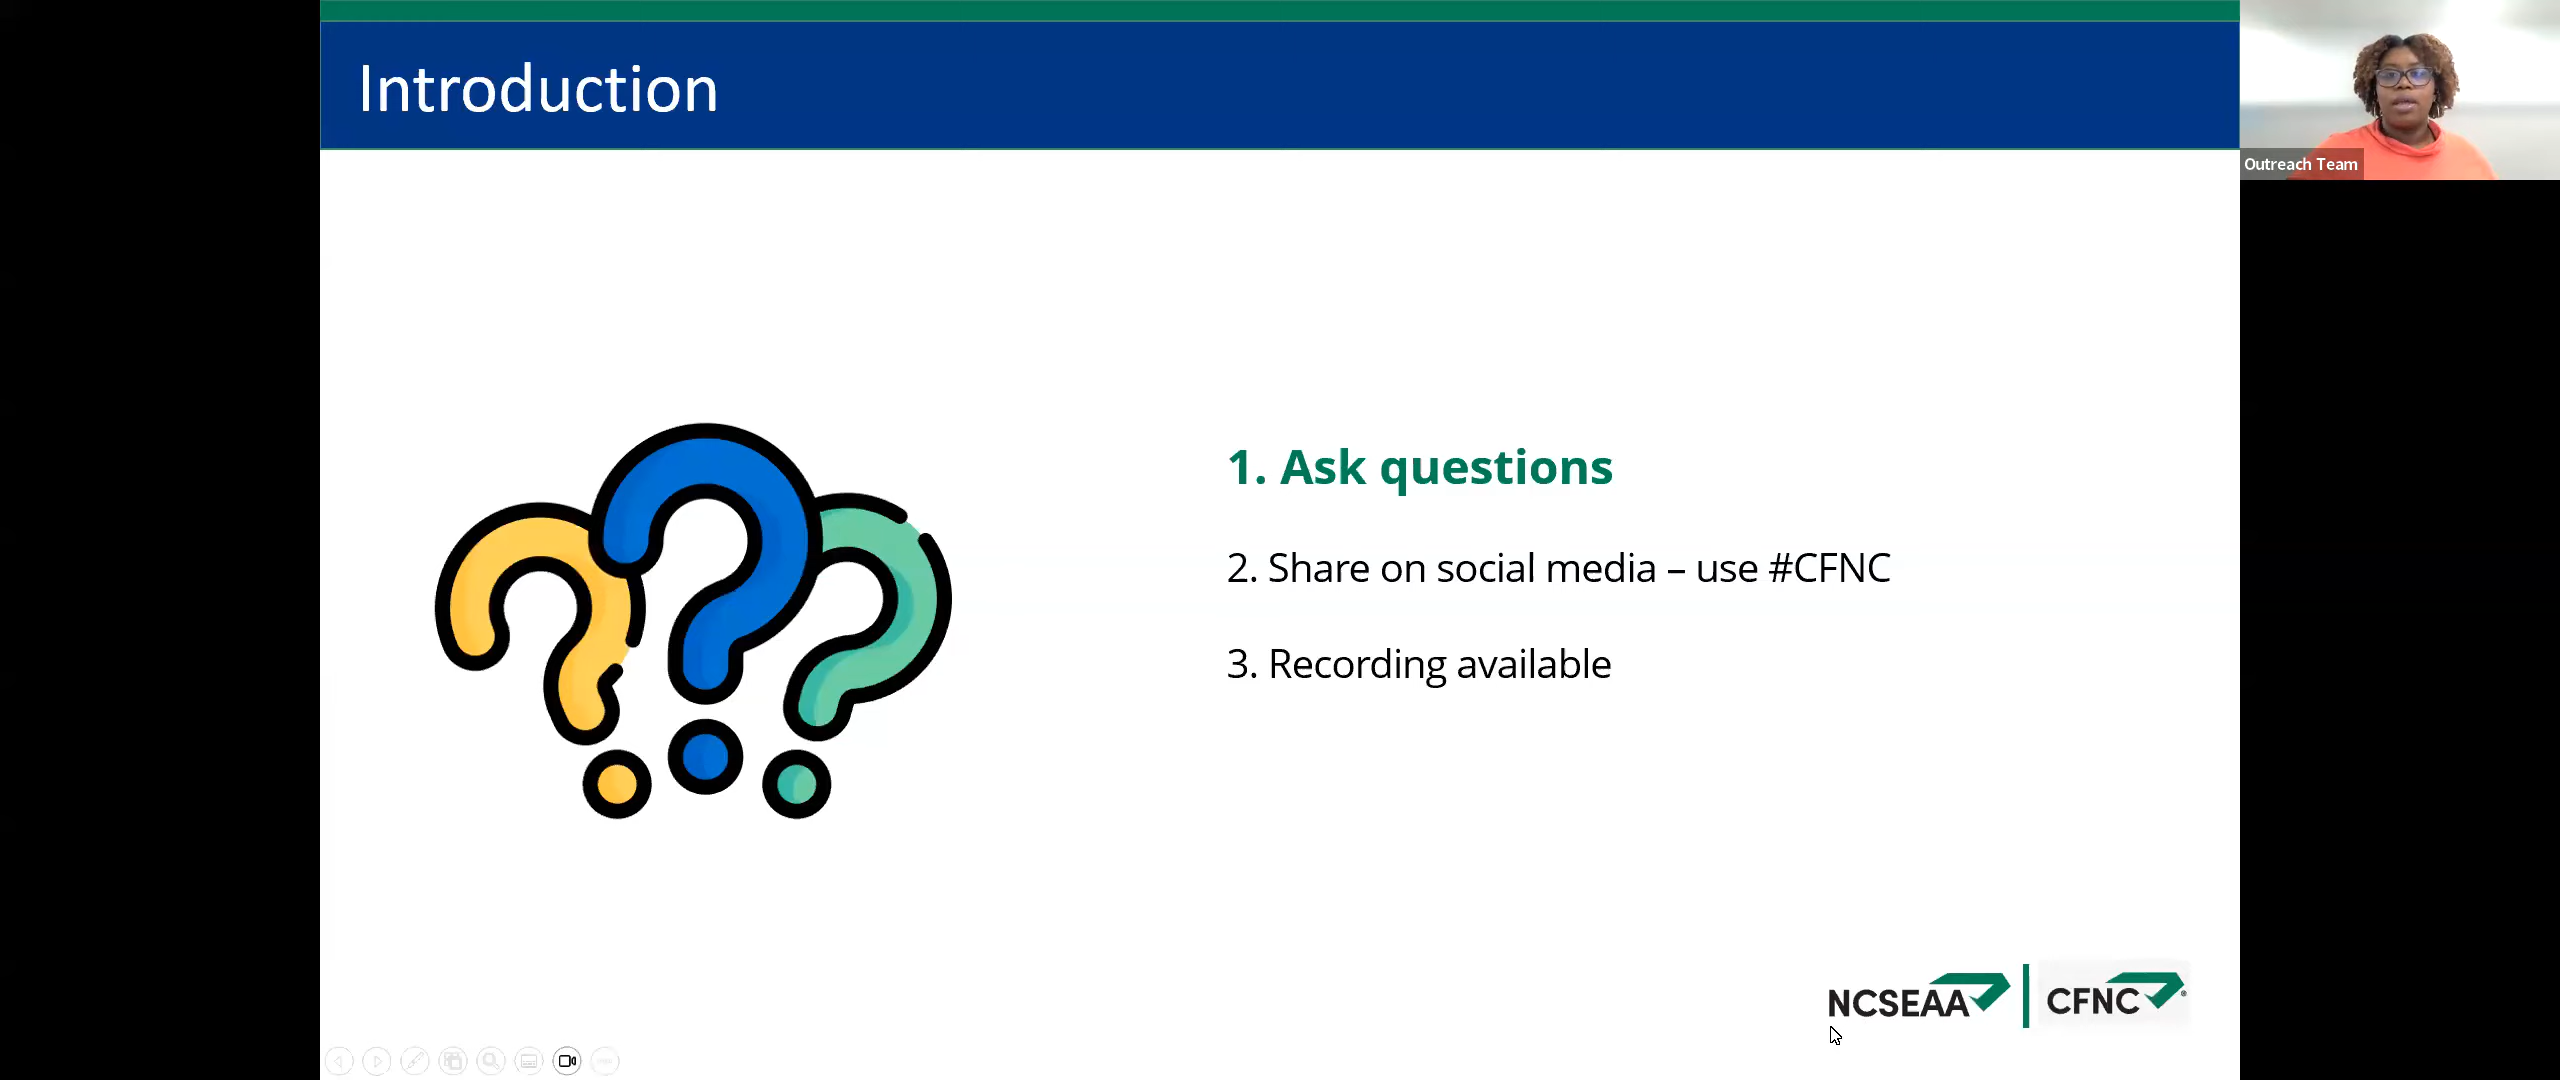 Introduction
Outreach Team
1. Ask questions
2. Share on social media – use #CFNC
3. Recording available
NCSEAA
CFNC®